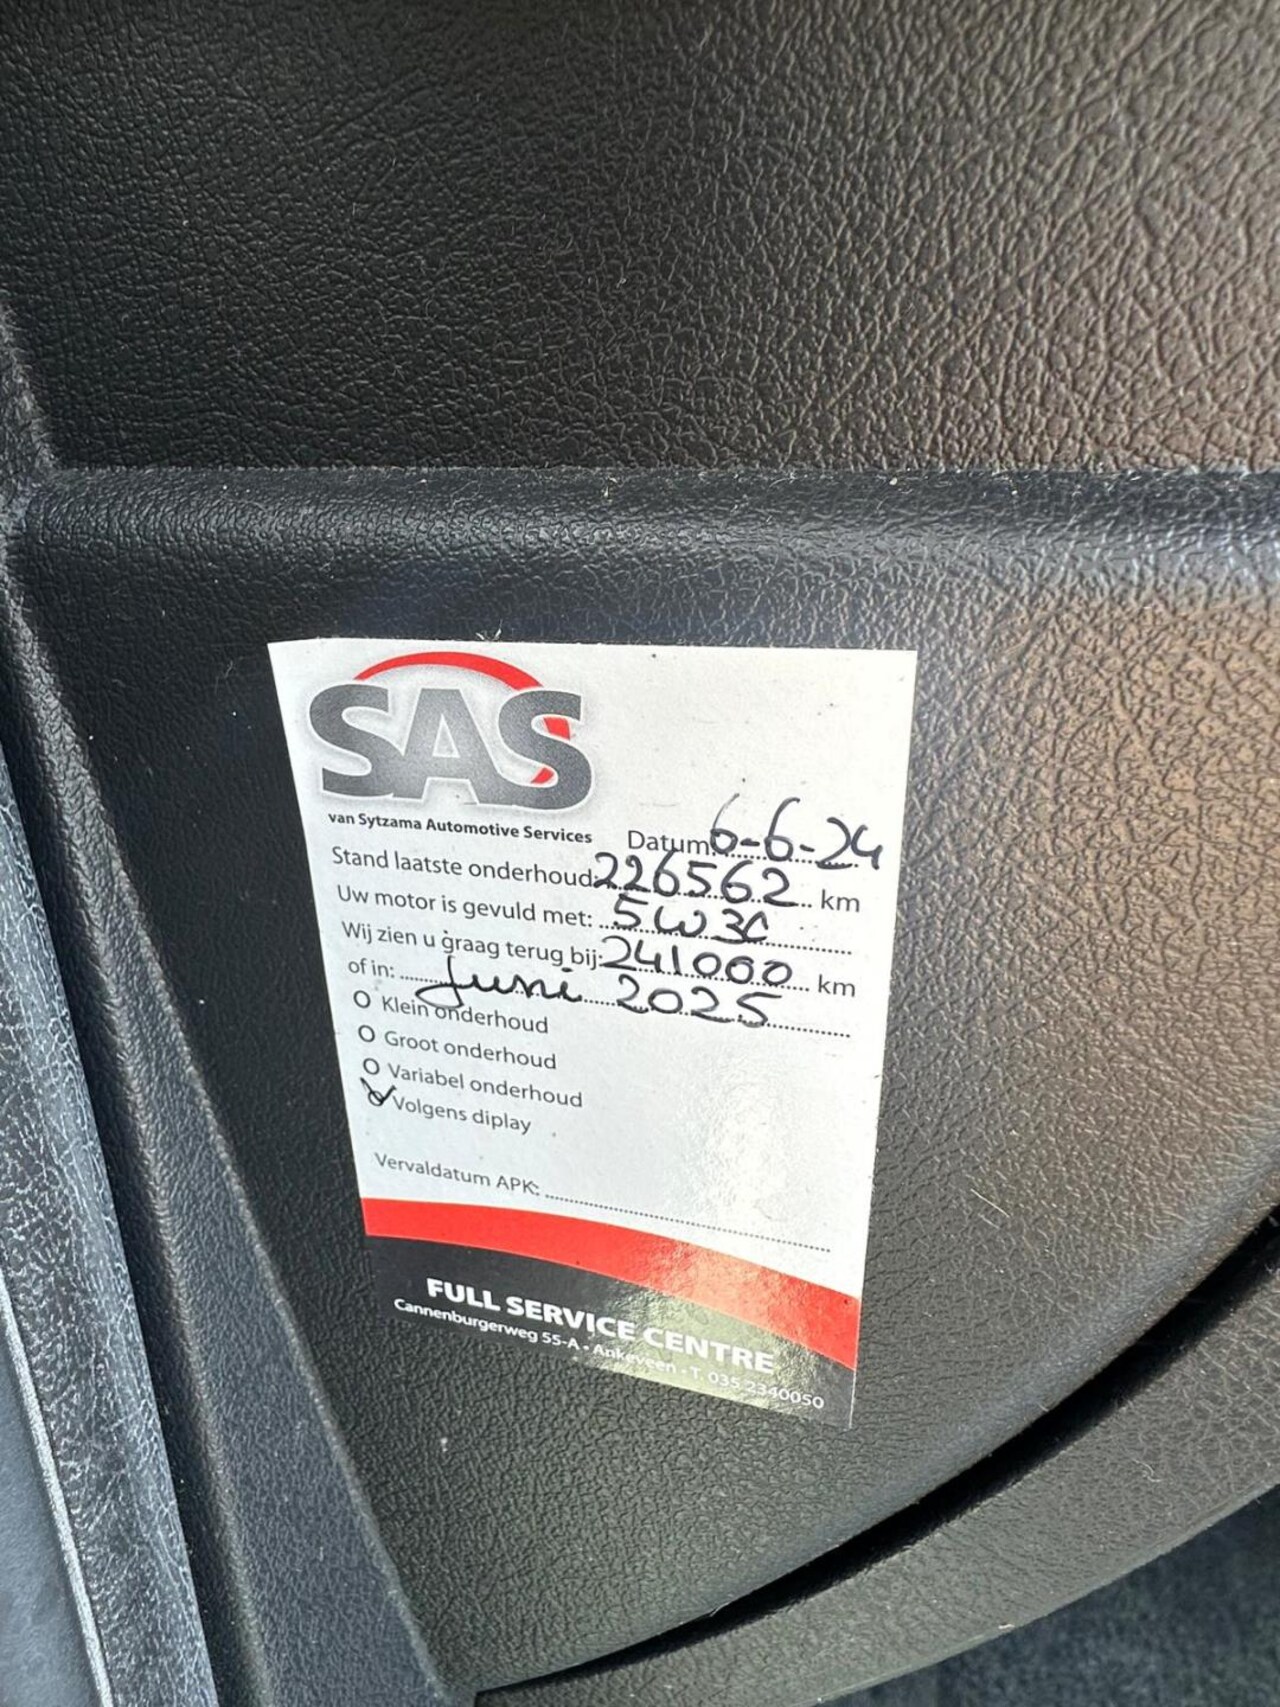 SAS
van Sytzama Automotive Services
Datum: 6-6-24
Stand laatste onderhoud: 226562 km
Uw motor is gevuld met: 5W30
Wij zien u graag terug bij: 241000 km
of in: Juni 2025
O Klein onderhoud
O Groot onderhoud
O Variabel onderhoud
O Volgens diplay
Vervaldatum APK:
FULL SERVICE CENTRE
Cannenburgerweg 55-A • Ankeveen • T. 035 2340050